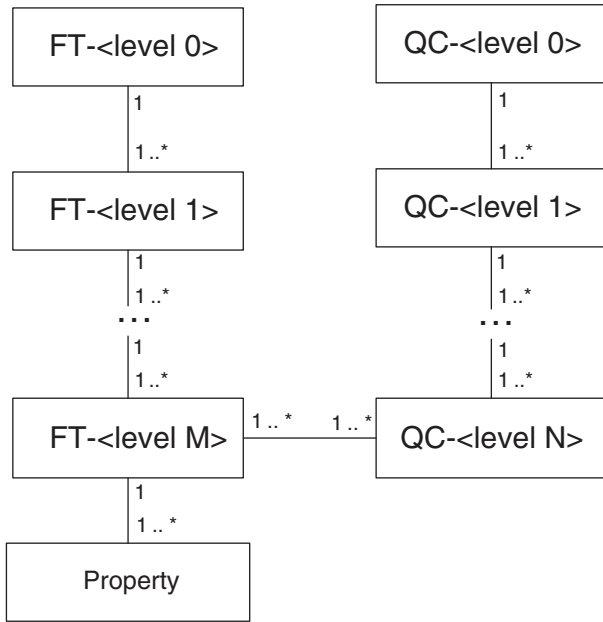 FT-<level 0>
QC-<level 0>
1
1
1 ..*
1 ..*
FT-<level 1>
QC-<level 1>
1
1
1 ..*
1 ..*
...
...
1
1
1 ..*
1 ..*
FT-<level M>
1 .. *
1 .. *
QC-<level N>
1
1 .. *
Property